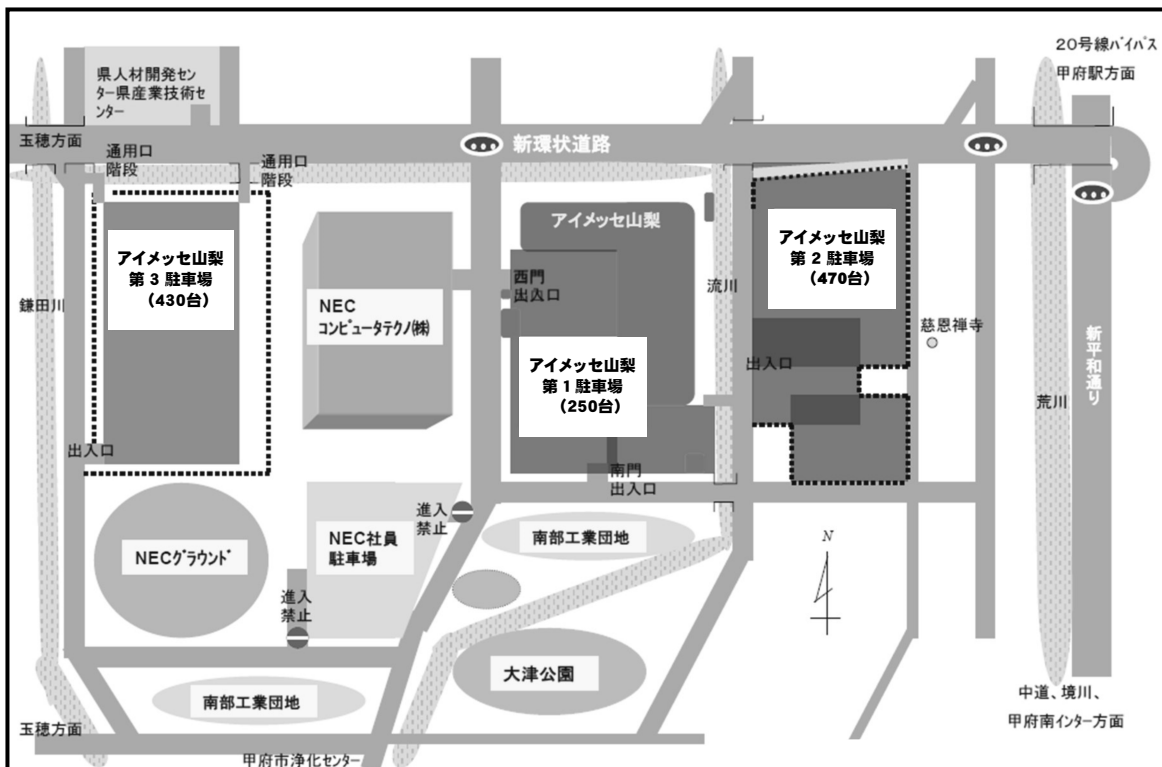 20号線バイパス
甲府駅方面
県人材開発セン
ター県産業技術セ
ンター
玉穂方面
新環状道路
通用口
階段
通用口
階段
アイメッセ山梨
アイメッセ山梨
第3駐車場
(430台)
アイメッセ山梨
第2駐車場
(470台)
西門
出入口
流川
鎌田川
NEC
コンピュータテクノ㈱
慈恩禅寺
新平和通り
アイメッセ山梨
第1駐車場
(250台)
出入口
荒川
出入口
南門
出入口
進入
禁止
NEC社員
駐車場
南部工業団地
N
NECグラウンド
進入
禁止
大津公園
南部工業団地
中道、境川、
甲府南インター方面
玉穂方面
甲府市浄化センター